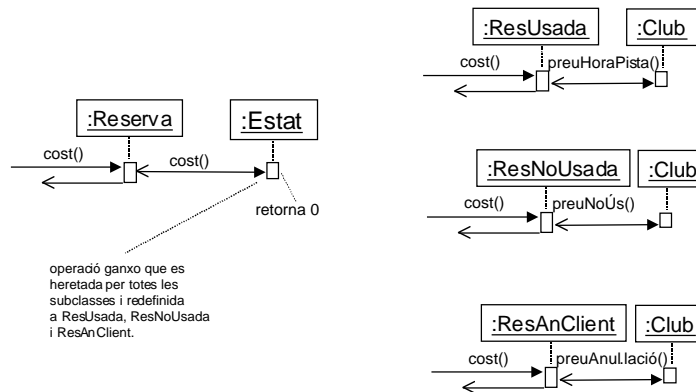 :Reserva
:Estat
cost()
cost()
retorna 0
operació ganxo que es
heretada per totes les
subclasses i redefinida
a ResUsada, ResNoUsada
i ResAnClient.
:ResUsada
:Club
cost()
preuHoraPista()
:ResNoUsada
:Club
cost()
preuNoÚs()
:ResAnClient
:Club
cost()
preuAnul.lació()